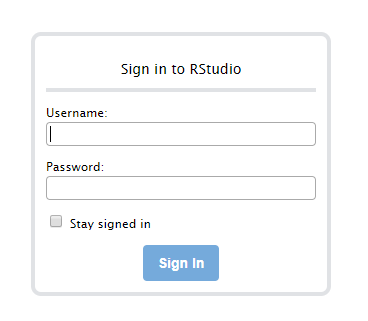 Sign in to RStudio
Username:
Password:
Stay signed in
Sign In